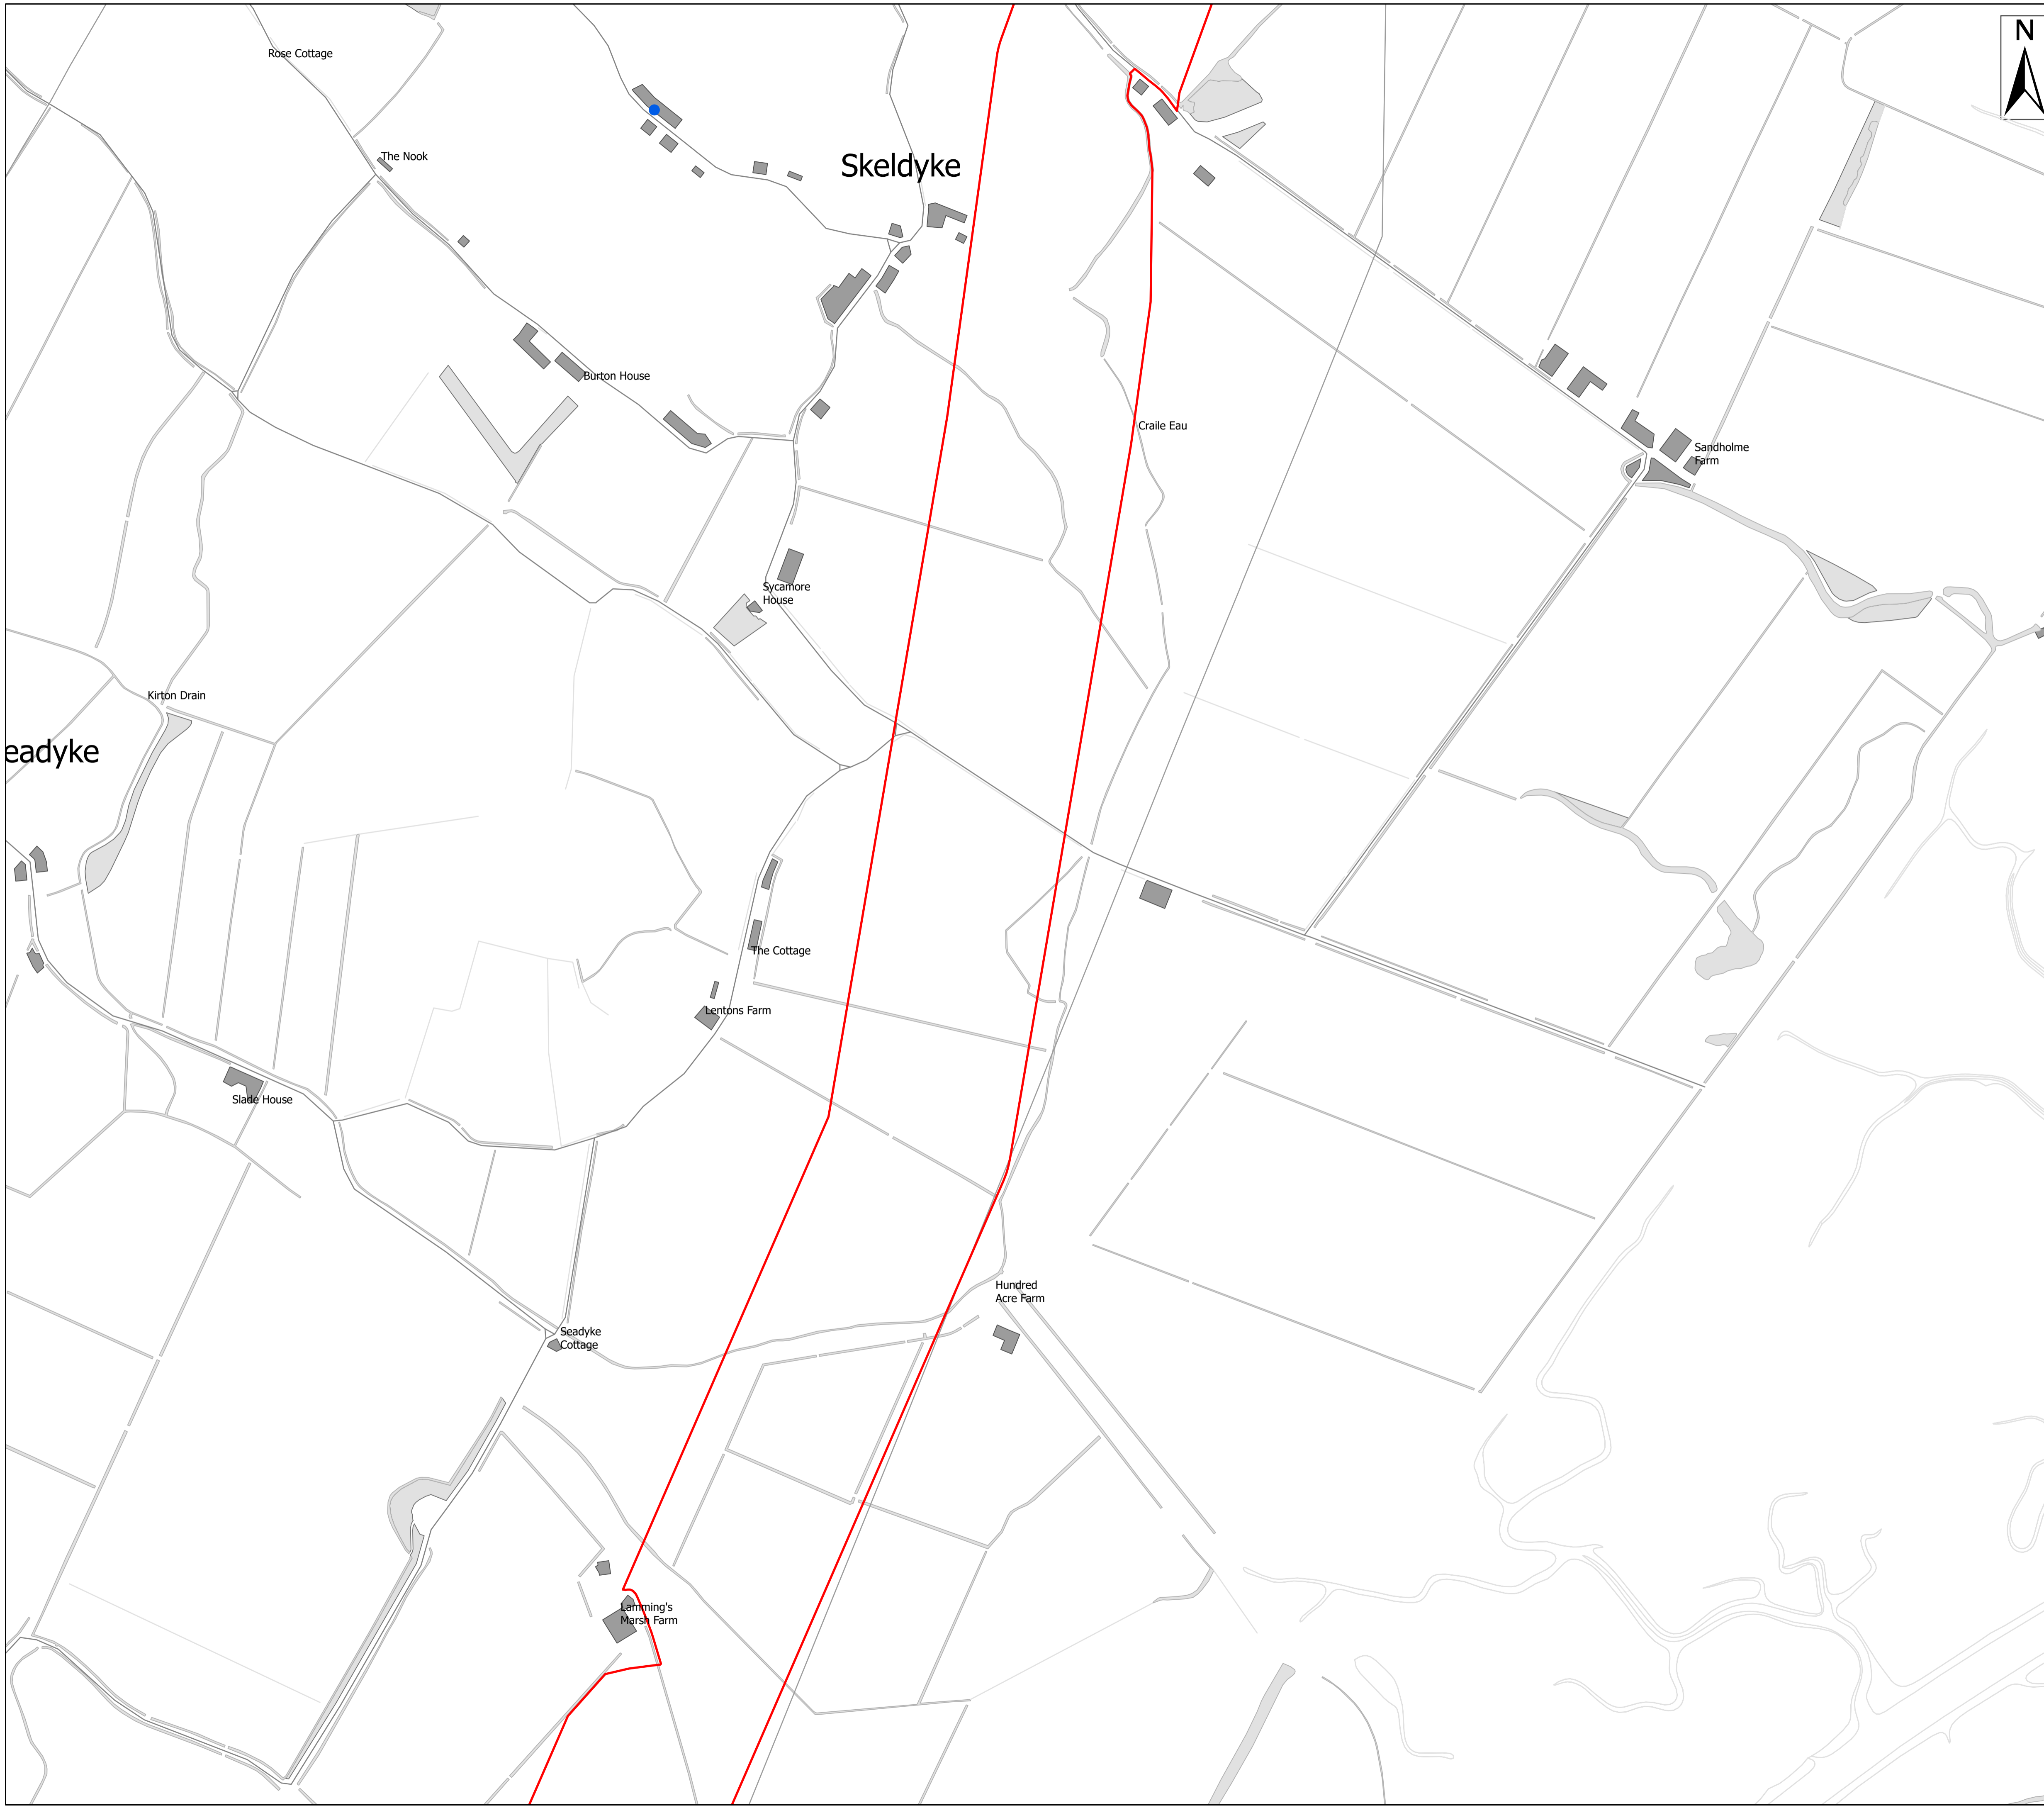 N
Rose Cottage
The Nook
Skeldyke
Burton House
Craile Eau
Sandholme
Farm
Sycamore
House
Kirton Drain
eadyke
The Cottage
Lentons Farm
Slade House
Hundred
Acre Farm
Seadyke
Cottage
Lamming's
Marsh Farm